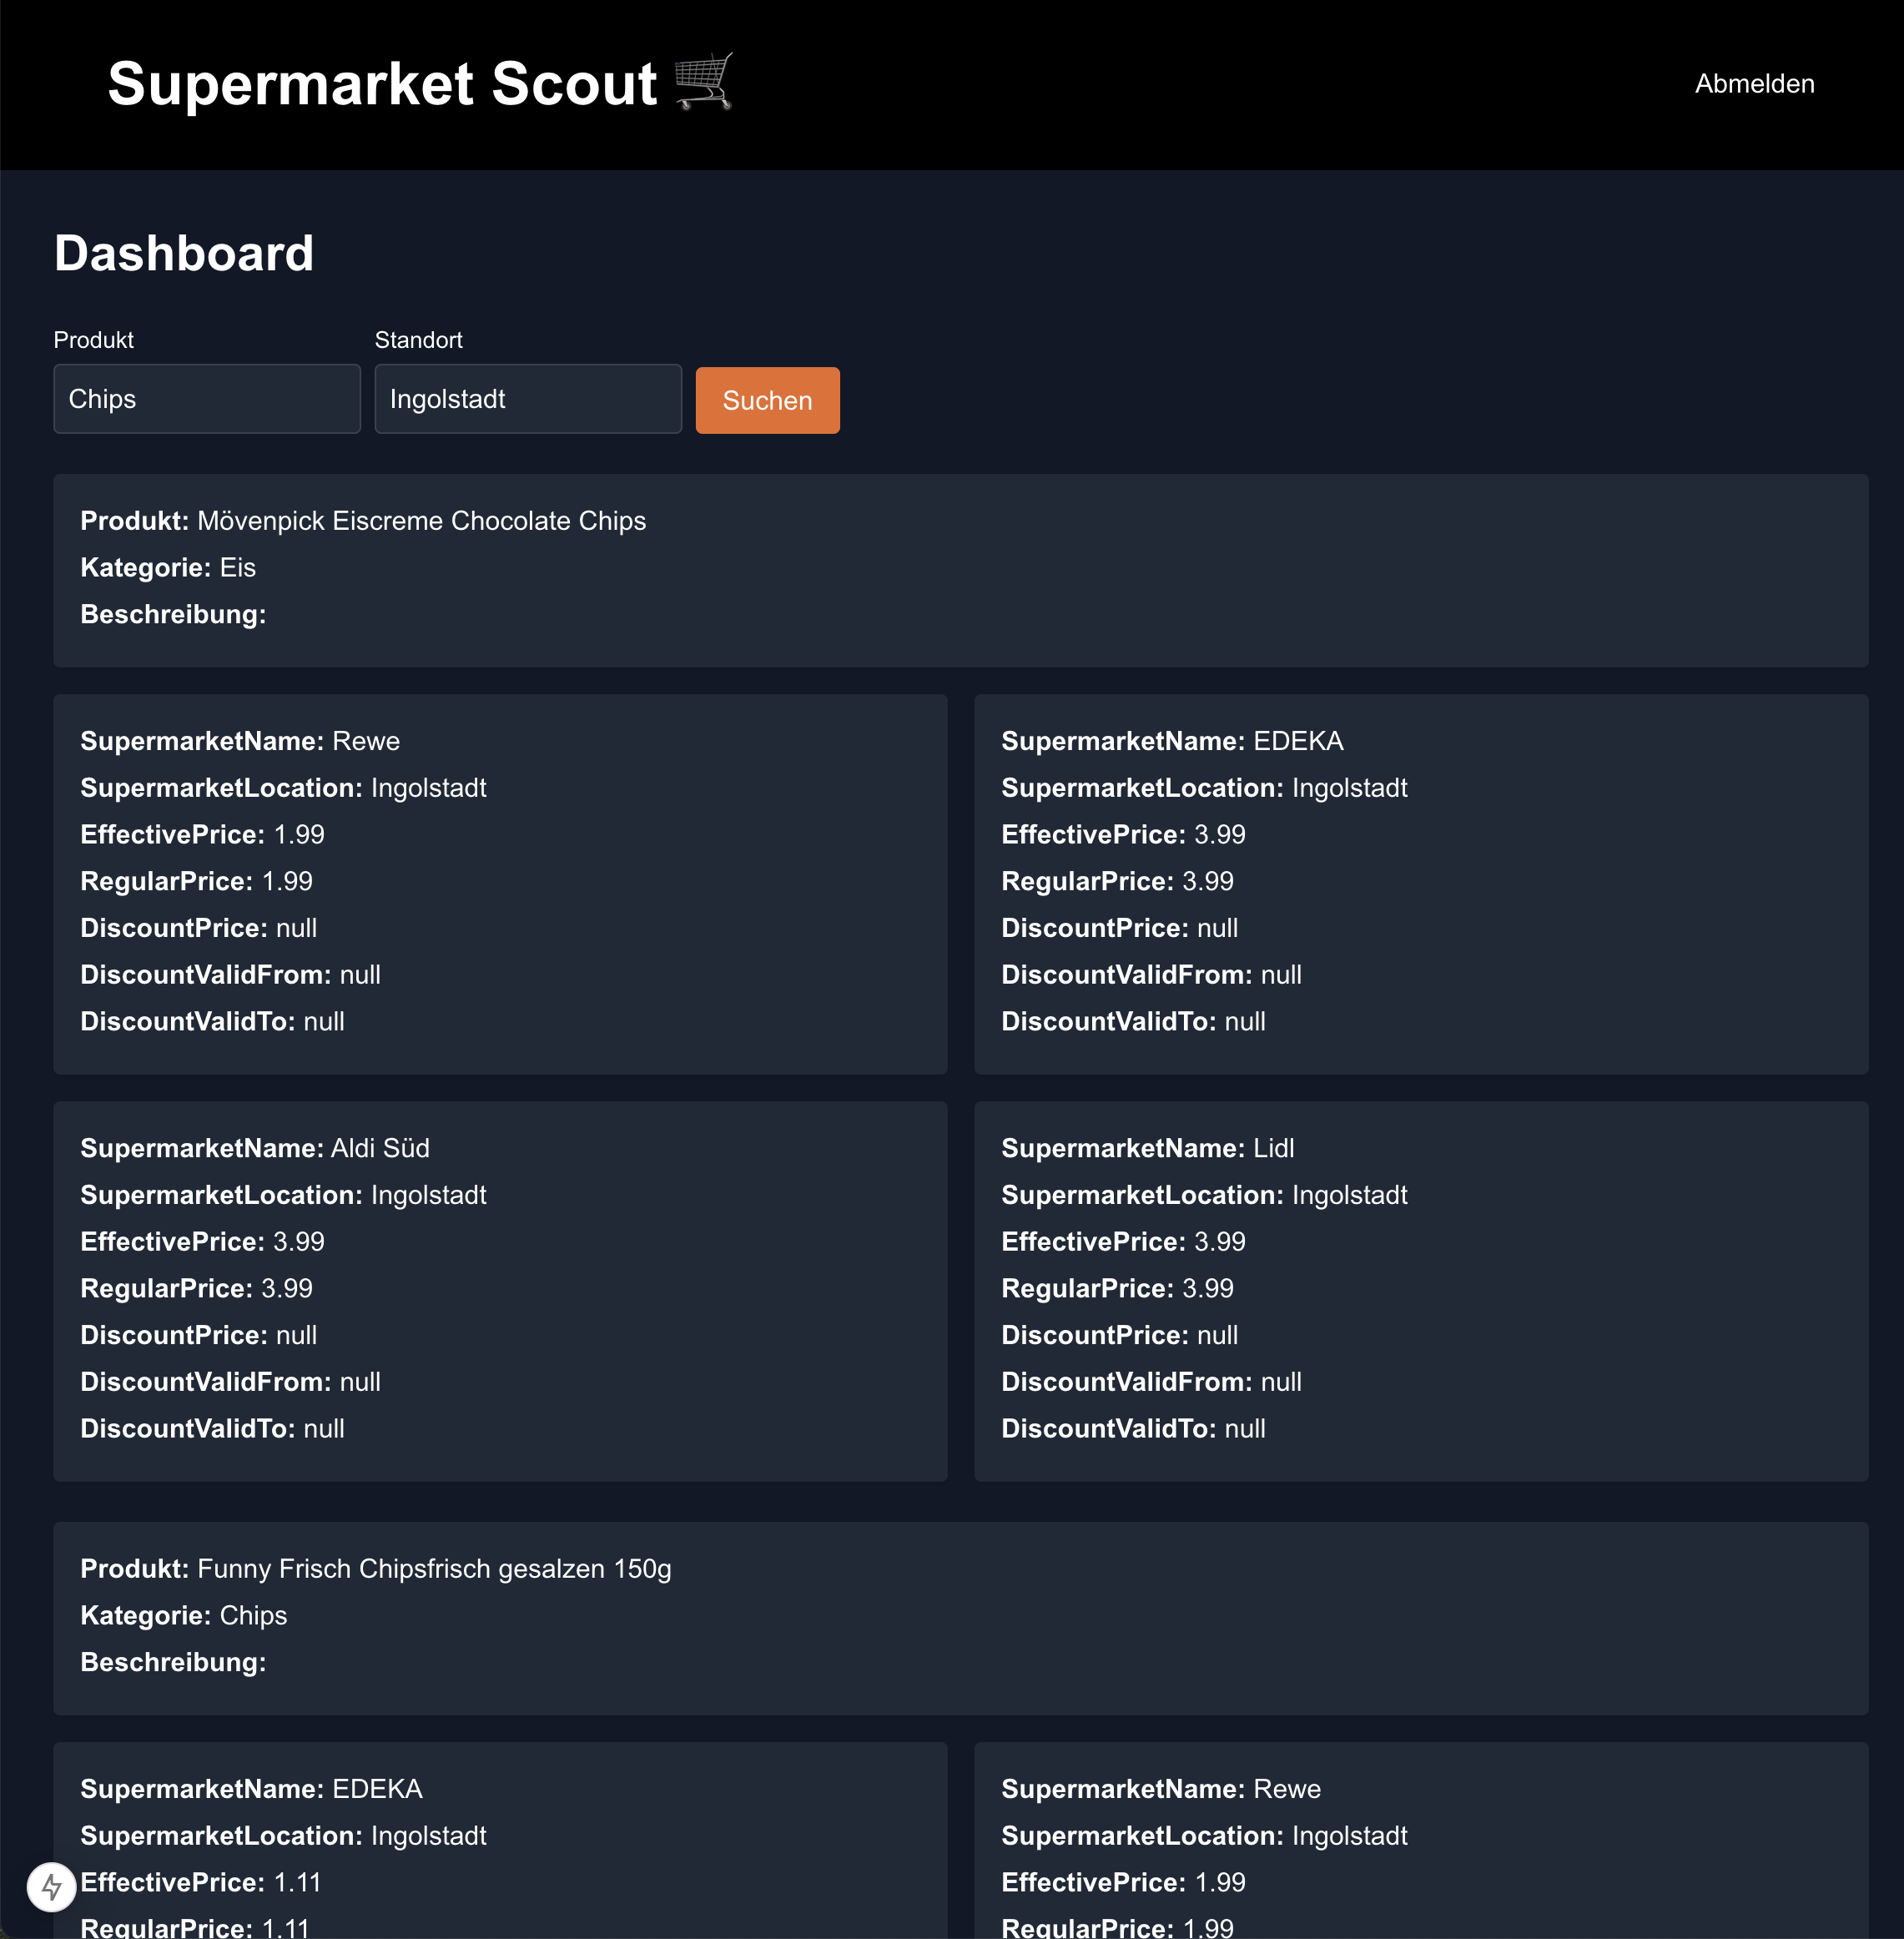 Supermarket Scout
Abmelden
Dashboard
Produkt
Standort
Chips
Ingolstadt
Suchen
Produkt: Mövenpick Eiscreme Chocolate Chips
Kategorie: Eis
Beschreibung:
SupermarketName: Rewe
SupermarketLocation: Ingolstadt
EffectivePrice: 1.99
RegularPrice: 1.99
DiscountPrice: null
DiscountValidFrom: null
DiscountValidTo: null
SupermarketName: EDEKA
SupermarketLocation: Ingolstadt
EffectivePrice: 3.99
RegularPrice: 3.99
DiscountPrice: null
DiscountValidFrom: null
DiscountValidTo: null
SupermarketName: Aldi Süd
SupermarketLocation: Ingolstadt
EffectivePrice: 3.99
RegularPrice: 3.99
DiscountPrice: null
DiscountValidFrom: null
DiscountValidTo: null
SupermarketName: Lidl
SupermarketLocation: Ingolstadt
EffectivePrice: 3.99
RegularPrice: 3.99
DiscountPrice: null
DiscountValidFrom: null
DiscountValidTo: null
Produkt: Funny Frisch Chipsfrisch gesalzen 150g
Kategorie: Chips
Beschreibung:
SupermarketName: EDEKA
SupermarketLocation: Ingolstadt
EffectivePrice: 1.11
RegularPrice: 1.11
SupermarketName: Rewe
SupermarketLocation: Ingolstadt
EffectivePrice: 1.99
RegularPrice: 1.99